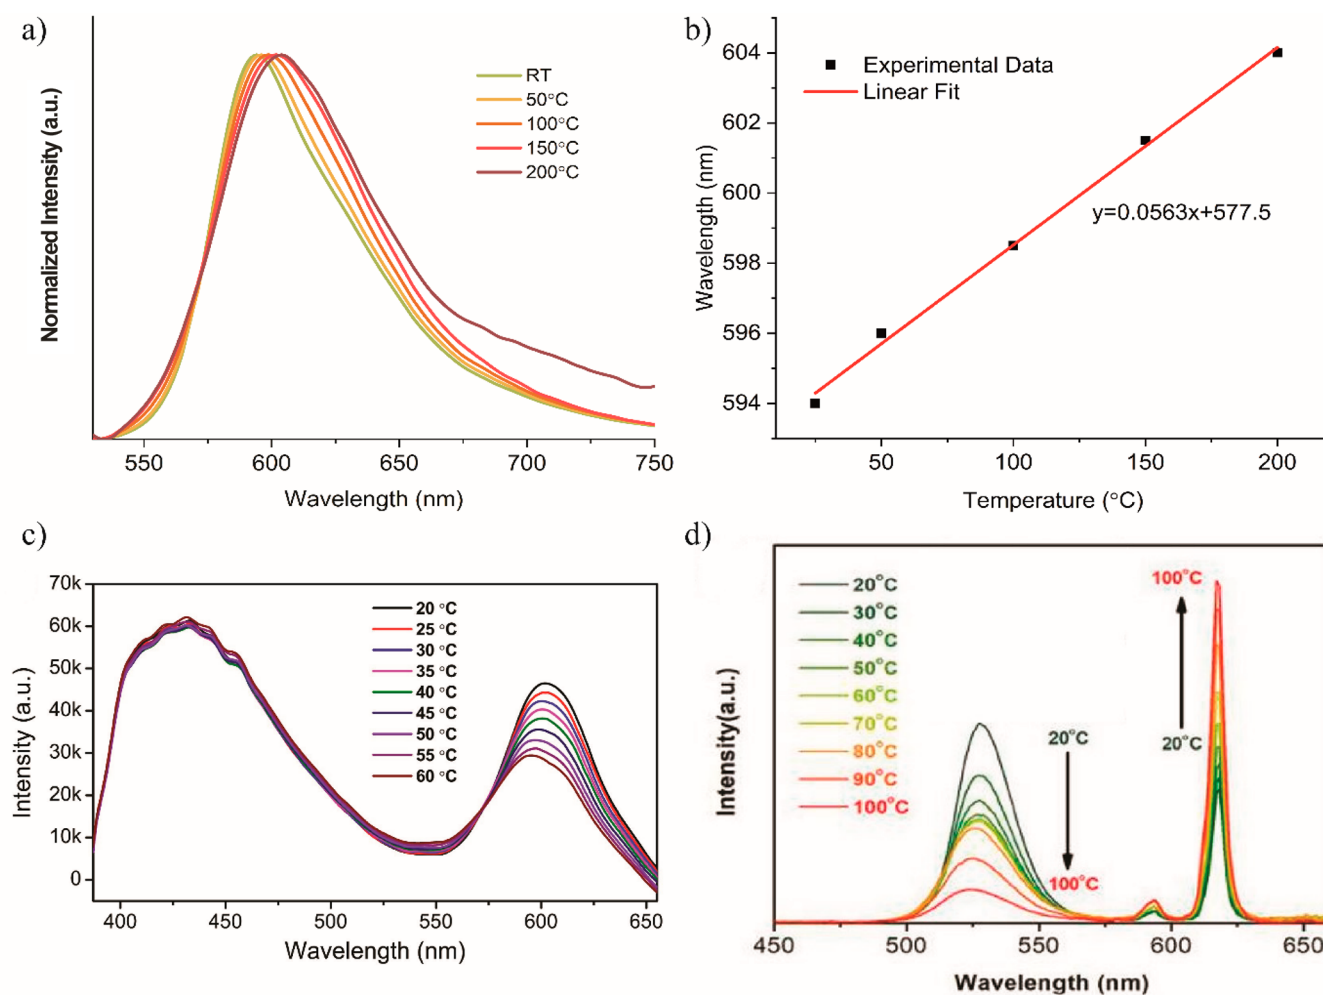 a)
Normalized Intensity (a.u.)
RT
50°C
100°C
150°C
200°C
550 600 650 700 750
Wavelength (nm)
b)
Wavelength (nm)
604
602
600
598
596
594
Experimental Data
Linear Fit
y=0.0563x+577.5
50 100 150 200
Temperature (°C)
c)
Intensity (a.u.)
70k
60k
50k
40k
30k
20k
10k
0
20 °C
25 °C
30 °C
35 °C
40 °C
45 °C
50 °C
55 °C
60 °C
400 450 500 550 600 650
Wavelength (nm)
d)
Intensity(a.u.)
20°C
30°C
40°C
50°C
60°C
70°C
80°C
90°C
100°C
20°C
100°C
100°C
20°C
450 500 550 600 650
Wavelength (nm)